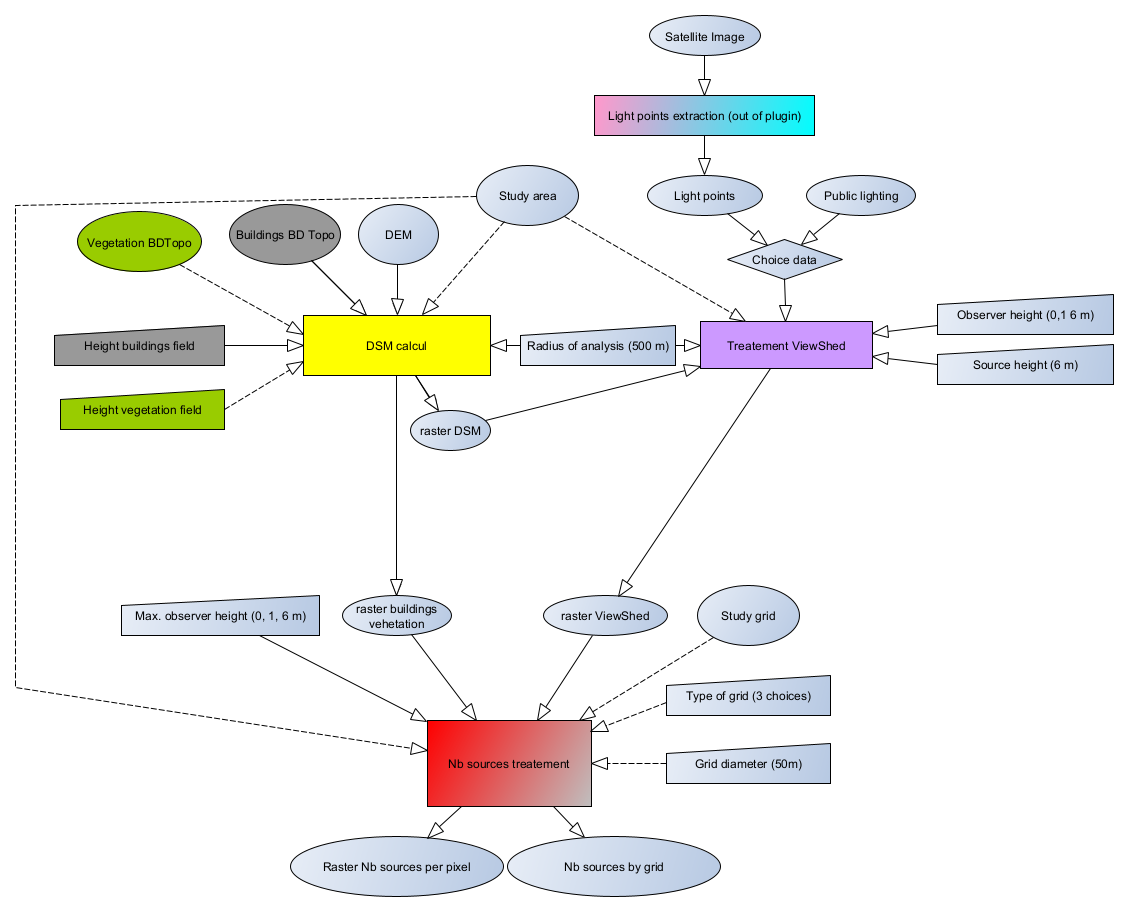 Satellite Image
Light points extraction (out of plugin)
Study area
Light points
Public lighting
Vegetation BDTopo
Buildings BD Topo
DEM
Choice data
Observer height (0,1 6 m)
Height buildings field
DSM calcul
Radius of analysis (500 m)
Treatement ViewShed
Source height (6 m)
Height vegetation field
raster DSM
Max. observer height (0, 1, 6 m)
raster buildings
vehetation
raster ViewShed
Study grid
Type of grid (3 choices)
Nb sources treatement
Grid diameter (50m)
Raster Nb sources per pixel
Nb sources by grid